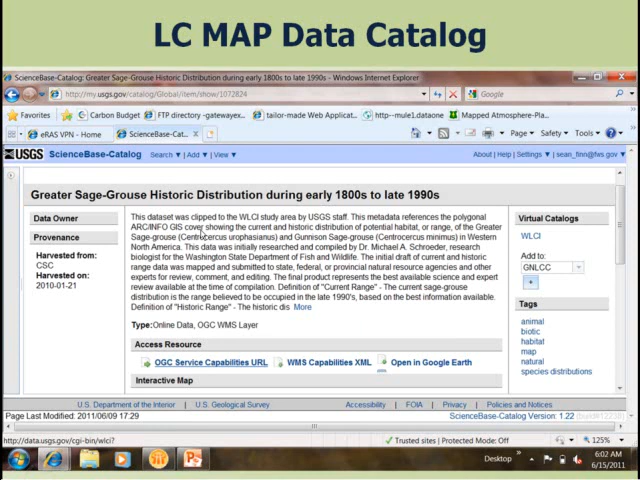 LC MAP Data Catalog
ScienceBase-Catalog: Greater Sage-Grouse Historic Distribution during early 1800s to late 1990s - Windows Internet Explorer
http://my.usgs.gov/catalog/Global/item/show/1072824
Google
Favorites Carbon Budget FTP directory -gatewayex... tailor-made Web Applicat... http--mule1.dataone Mapped Atmosphere-Pla...
eRAS VPN - Home ScienceBase-Catalog: Greater Sage-Grouse Historic Distribution during early 1800s to late 1990s
Page Safety Tools
USGS ScienceBase-Catalog Search Add View About | Help | Settings sean_finn@fws.gov
Greater Sage-Grouse Historic Distribution during early 1800s to late 1990s
Data Owner
Provenance
Harvested from:
CSC
Harvested on:
2010-01-21
This dataset was clipped to the WLCI study area by USGS staff. This metadata references the polygonal
ARC/INFO GIS cover showing the current and historic distribution of potential habitat, or range, of the Greater
Sage-grouse (Centrocercus urophasianus) and Gunnison Sage-grouse (Centrocercus minimus) in Western
North America. This data was initially researched and compiled by Dr. Michael A. Schroeder, research
biologist for the Washington State Department of Fish and Wildlife. The initial draft of current and historic
range data was mapped and submitted to state, federal, or provincial natural resource agencies and other
experts for review, comment, and editing. The final product represents the best available science and expert
review available at the time of compilation. Definition of "Current Range" - The current sage-grouse
distribution is the range believed to be occupied in the late 1990's, based on the best information available.
Definition of "Historic Range" - The historic dis More
Type:Online Data, OGC WMS Layer
Access Resource
OGC Service Capabilities URL WMS Capabilities XML Open in Google Earth
Interactive Map
Virtual Catalogs
WLCI
Add to:
GNLCC
+
Tags
animal
biotic
habitat
map
natural
species distributions
U.S. Department of the Interior | U.S. Geological Survey Accessibility | FOIA | Privacy | Policies and Notices
Page Last Modified: 2011/06/09 17:29 ScienceBase-Catalog Version: 1.22
http://data.usgs.gov/cgi-bin/wlci? Trusted sites | Protected Mode: Off 125%
Desktop 6:02 AM
6/15/2011